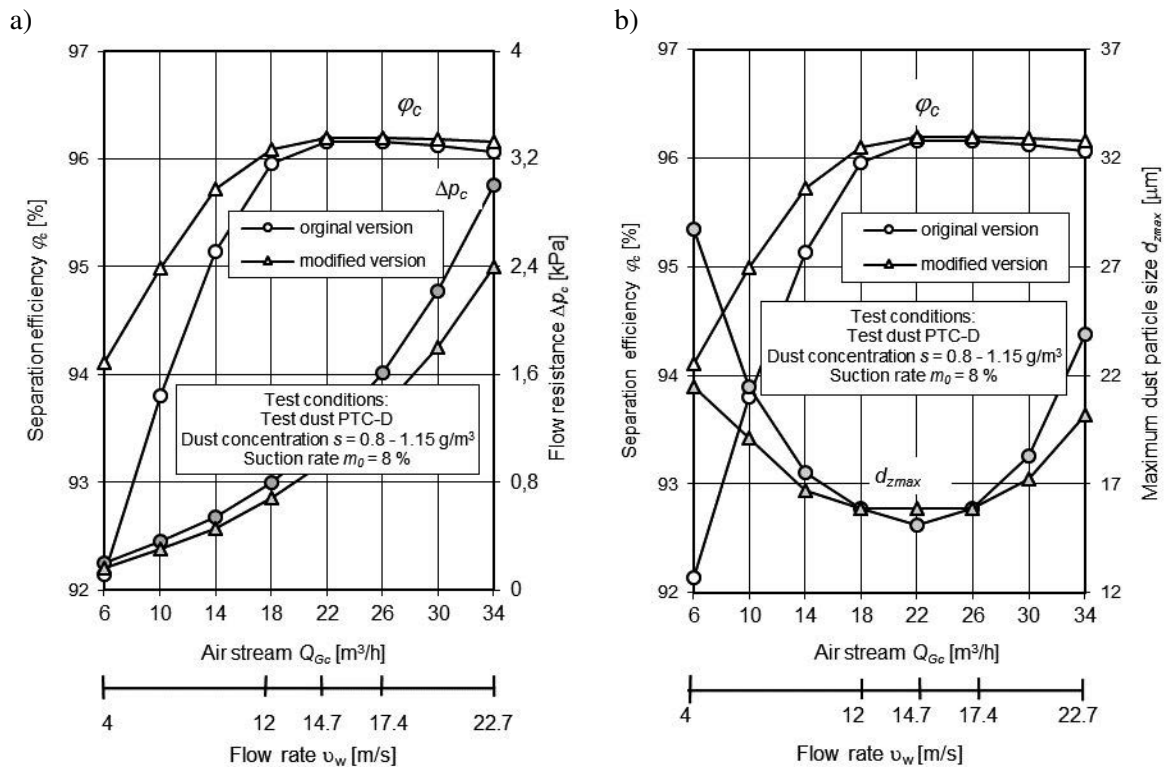 a)
97
96
95
94
93
92
Separation efficiency φc [%]
4
3,2
2,4
1,6
0,8
0
Flow resistance Δpc [kPa]
φc
Δpc
orginal version
modified version
Test conditions:
Test dust PTC-D
Dust concentration s = 0.8 - 1.15 g/m³
Suction rate m0 = 8 %
6 10 14 18 22 26 30 34
Air stream QGc [m³/h]
4 12 14.7 17.4 22.7
Flow rate υw [m/s]
b)
97
96
95
94
93
92
Separation efficiency φc [%]
37
32
27
22
17
12
Maximum dust particle size dzmax [µm]
φc
original version
modified version
Test conditions:
Test dust PTC-D
Dust concentration s = 0.8 - 1.15 g/m³
Suction rate m0 = 8 %
dzmax
6 10 14 18 22 26 30 34
Air stream QGc [m³/h]
4 12 14.7 17.4 22.7
Flow rate υw [m/s]